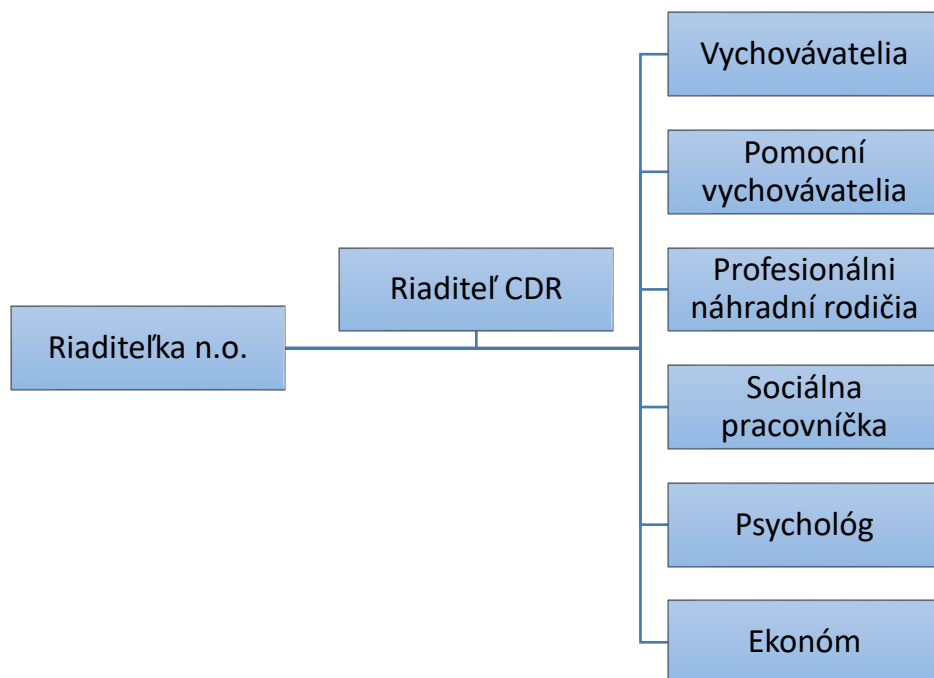 Riaditeľka n.o.
Riaditeľ CDR
Vychovávatelia
Pomocní
vychovávatelia
Profesionálni
náhradní rodičia
Sociálna
pracovníčka
Psychológ
Ekonóm